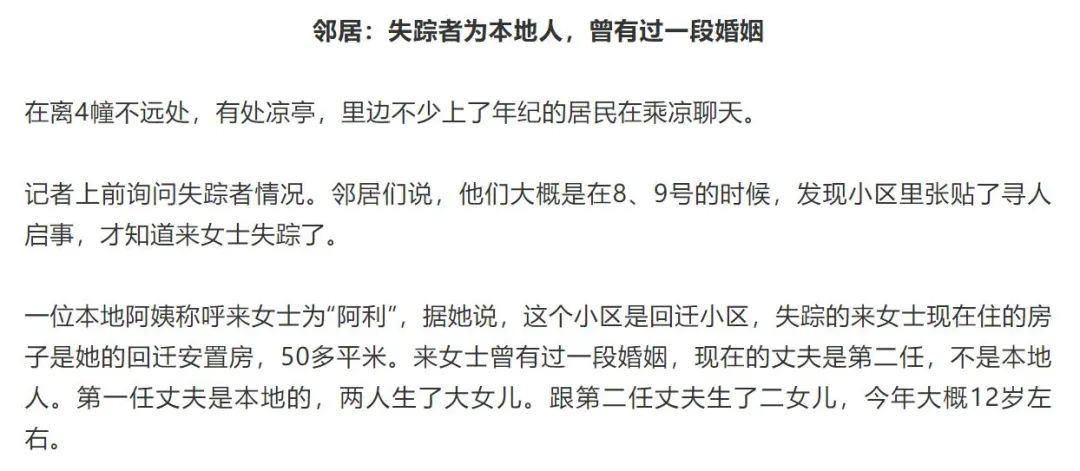 邻居：失踪者为本地人，曾有过一段婚姻
在离4幢不远处，有处凉亭，里边不少上了年纪的居民在乘凉聊天。
记者上前询问失踪者情况。邻居们说，他们大概是在8、9号的时候，发现小区里张贴了寻人
启事，才知道来女士失踪了。
一位本地阿姨称呼来女士为“阿利”，据她说，这个小区是回迁小区，失踪的来女士现在住的房
子是她的回迁安置房，50多平米。来女士曾有过一段婚姻，现在的丈夫是第二任，不是本地
人。第一任丈夫是本地的，两人生了大女儿。跟第二任丈夫生了二女儿，今年大概12岁左
右。